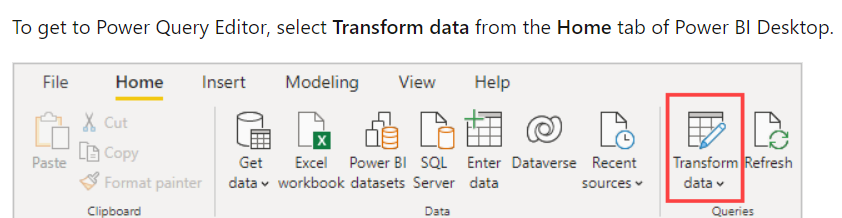 To get to Power Query Editor, select Transform data from the Home tab of Power BI Desktop.
File Home Insert Modeling View Help
Paste
Cut
Copy
Format painter
Clipboard
Get
data
Excel
workbook
Power BI
datasets
SQL
Server
Enter
data
Dataverse
Recent
sources
Data
Transform
data
Refresh
Queries